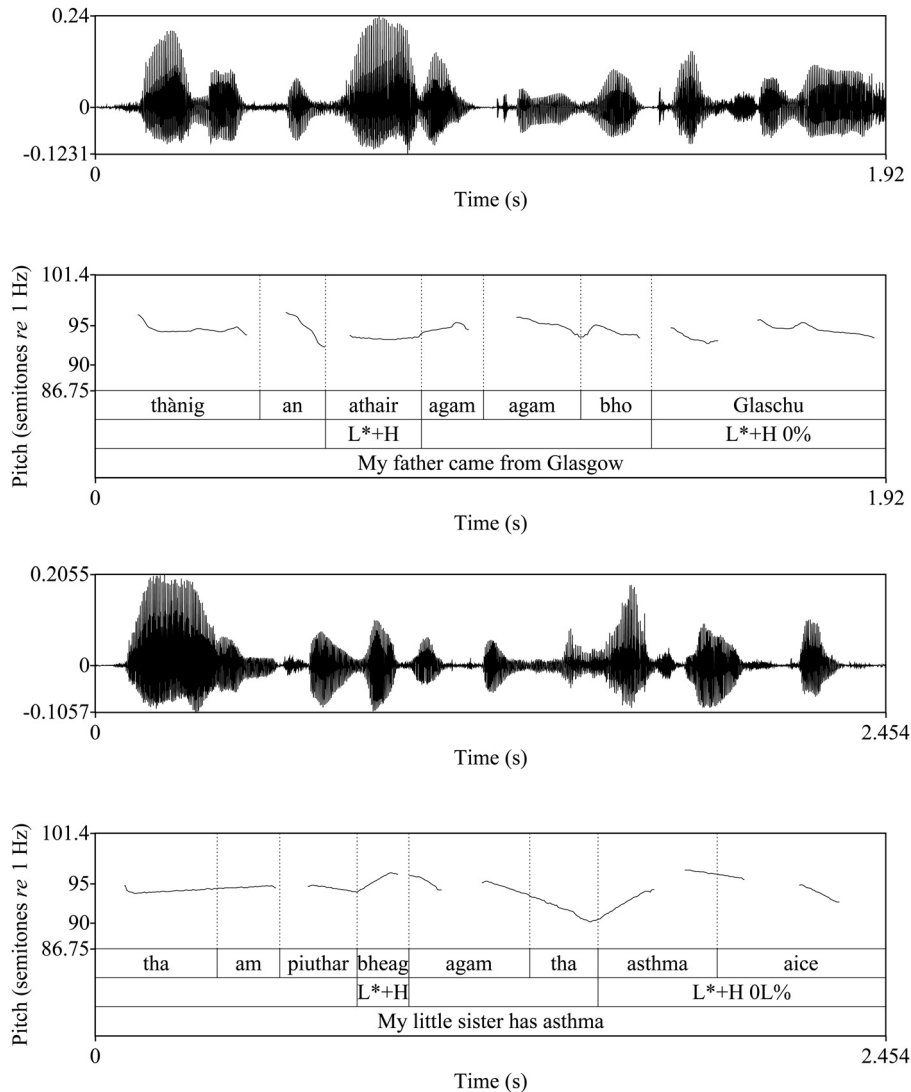 0.24
0
-0.1231
0 1.92
Time (s)
Pitch (semitones re 1 Hz)
101.4
95
90
86.75
thànig an athair agam agam bho Glaschu
L*+H L*+H 0%
My father came from Glasgow
0 1.92
Time (s)
0.2055
0
-0.1057
0 2.454
Time (s)
Pitch (semitones re 1 Hz)
101.4
95
90
86.75
tha am piuthar bheag agam tha asthma aice
L*+H L*+H 0L%
My little sister has asthma
0 2.454
Time (s)